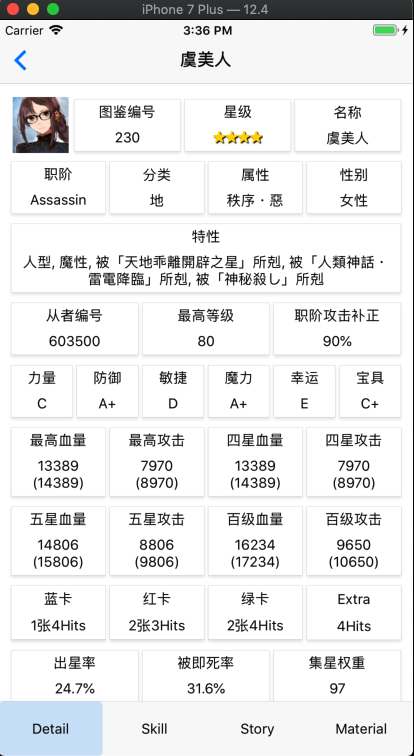 iPhone 7 Plus — 12.4
Carrier 3:36 PM
虞美人
图鉴编号 星级 名称
230 ★★★★ 虞美人
职阶 分类 属性 性别
Assassin 地 秩序・惡 女性
特性
人型, 魔性, 被「天地乖離開辟之星」所剋, 被「人類神話・
雷電降臨」所剋, 被「神秘殺し」所剋
从者编号 最高等级 职阶攻击补正
603500 80 90%
力量 防御 敏捷 魔力 幸运 宝具
C A+ D A+ E C+
最高血量 最高攻击 四星血量 四星攻击
13389 7970 13389 7970
(14389) (8970) (14389) (8970)
五星血量 五星攻击 百级血量 百级攻击
14806 8806 16234 9650
(15806) (9806) (17234) (10650)
蓝卡 红卡 绿卡 Extra
1张4Hits 2张3Hits 2张4Hits 4Hits
出星率 被即死率 集星权重
24.7% 31.6% 97
Detail Skill Story Material